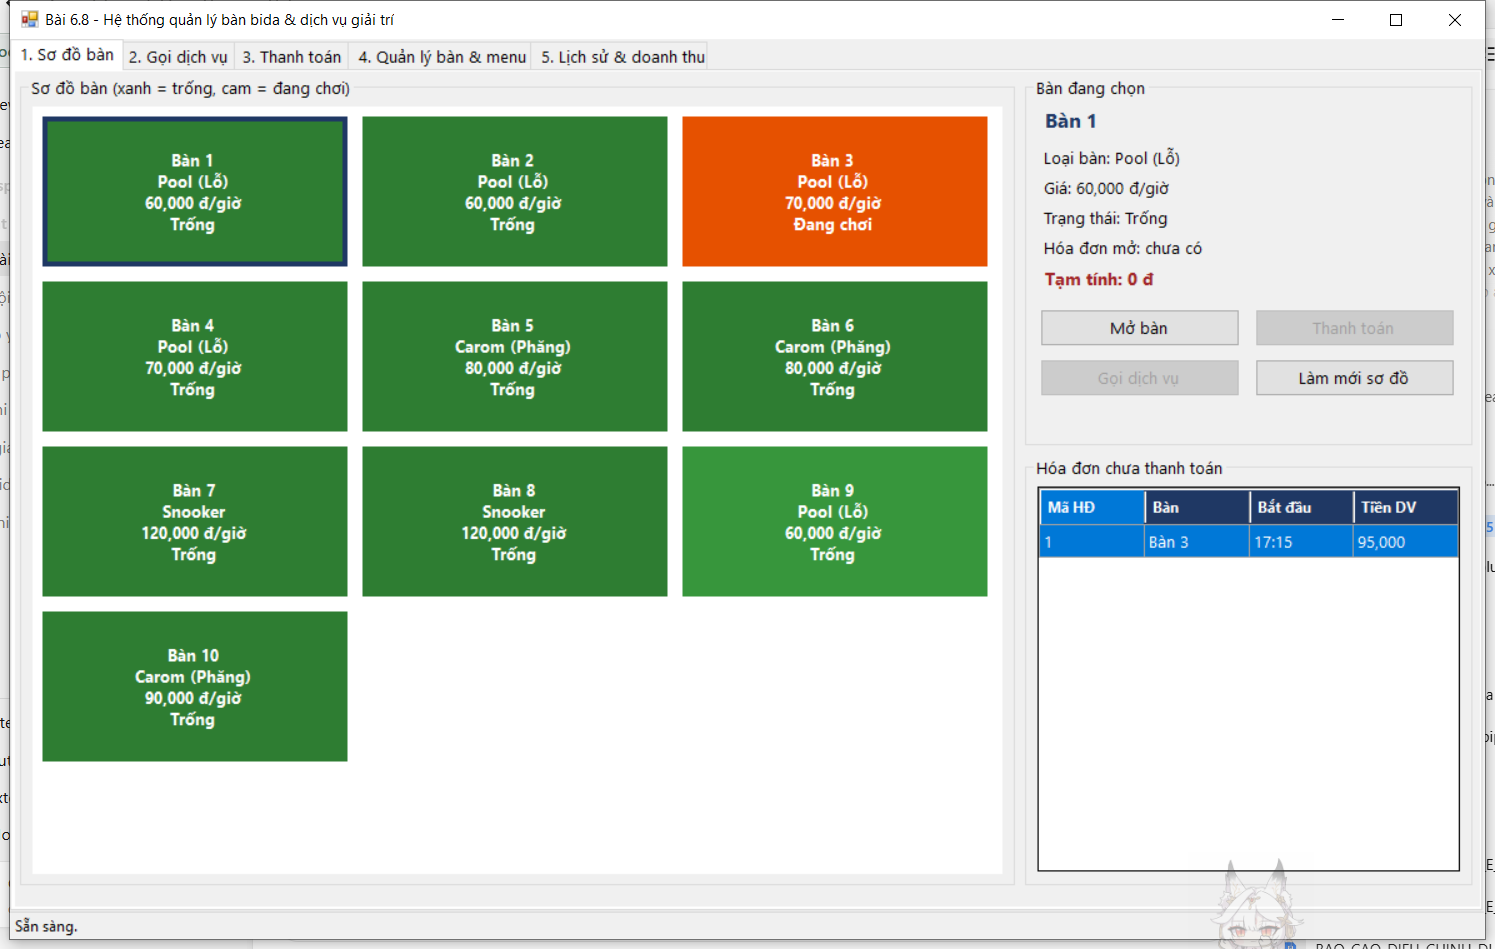 Bài 6.8 - Hệ thống quản lý bàn bida & dịch vụ giải trí
1. Sơ đồ bàn
2. Gọi dịch vụ
3. Thanh toán
4. Quản lý bàn & menu
5. Lịch sử & doanh thu
Sơ đồ bàn (xanh = trống, cam = đang chơi)
Bàn 1
Pool (Lỗ)
60,000 đ/giờ
Trống
Bàn 2
Pool (Lỗ)
60,000 đ/giờ
Trống
Bàn 3
Pool (Lỗ)
70,000 đ/giờ
Đang chơi
Bàn 4
Pool (Lỗ)
70,000 đ/giờ
Trống
Bàn 5
Carom (Phăng)
80,000 đ/giờ
Trống
Bàn 6
Carom (Phăng)
80,000 đ/giờ
Trống
Bàn 7
Snooker
120,000 đ/giờ
Trống
Bàn 8
Snooker
120,000 đ/giờ
Trống
Bàn 9
Pool (Lỗ)
60,000 đ/giờ
Trống
Bàn 10
Carom (Phăng)
90,000 đ/giờ
Trống
Bàn đang chọn
Bàn 1
Loại bàn: Pool (Lỗ)
Giá: 60,000 đ/giờ
Trạng thái: Trống
Hóa đơn mở: chưa có
Tạm tính: 0 đ
Mở bàn
Thanh toán
Gọi dịch vụ
Làm mới sơ đồ
Hóa đơn chưa thanh toán
Mã HĐ Bàn Bắt đầu Tiền DV
1 Bàn 3 17:15 95,000
Sẵn sàng.